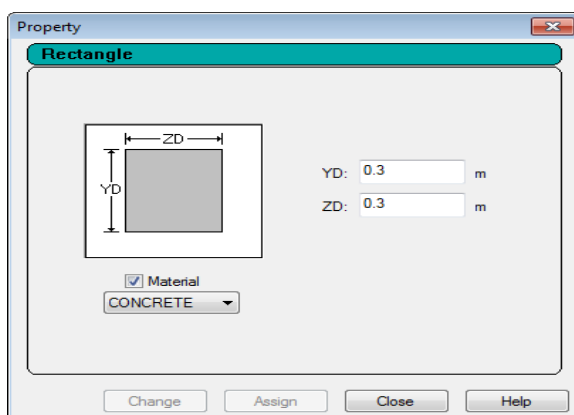 Property
Rectangle
ZD
YD
YD: 0.3 m
ZD: 0.3 m
Material
CONCRETE
Change Assign Close Help